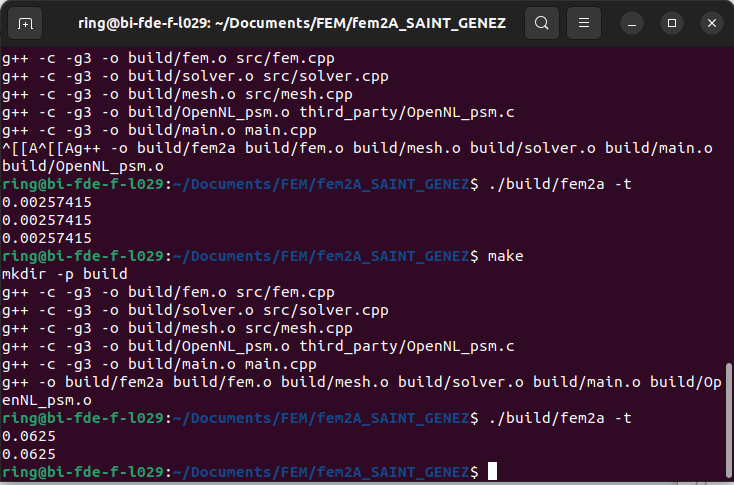 ring@bi-fde-f-l029: ~/Documents/FEM/fem2A_SAINT_GENEZ
g++ -c -g3 -o build/fem.o src/fem.cpp
g++ -c -g3 -o build/solver.o src/solver.cpp
g++ -c -g3 -o build/mesh.o src/mesh.cpp
g++ -c -g3 -o build/OpenNL_psm.o third_party/OpenNL_psm.c
g++ -c -g3 -o build/main.o main.cpp
^[[A^[[Ag++ -o build/fem2a build/fem.o build/mesh.o build/solver.o build/main.o
build/OpenNL_psm.o
ring@bi-fde-f-l029:~/Documents/FEM/fem2A_SAINT_GENEZ$ ./build/fem2a -t
0.00257415
0.00257415
0.00257415
ring@bi-fde-f-l029:~/Documents/FEM/fem2A_SAINT_GENEZ$ make
mkdir -p build
g++ -c -g3 -o build/fem.o src/fem.cpp
g++ -c -g3 -o build/solver.o src/solver.cpp
g++ -c -g3 -o build/mesh.o src/mesh.cpp
g++ -c -g3 -o build/OpenNL_psm.o third_party/OpenNL_psm.c
g++ -c -g3 -o build/main.o main.cpp
g++ -o build/fem2a build/fem.o build/mesh.o build/solver.o build/main.o build/Op
enNL_psm.o
ring@bi-fde-f-l029:~/Documents/FEM/fem2A_SAINT_GENEZ$ ./build/fem2a -t
0.0625
0.0625
ring@bi-fde-f-l029:~/Documents/FEM/fem2A_SAINT_GENEZ$